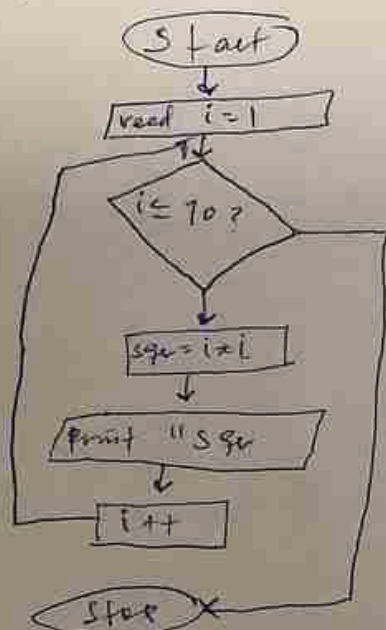 Start
read i = 1
i ≤ 10?
sqr = i * i
print "sqr
i ++
Stop